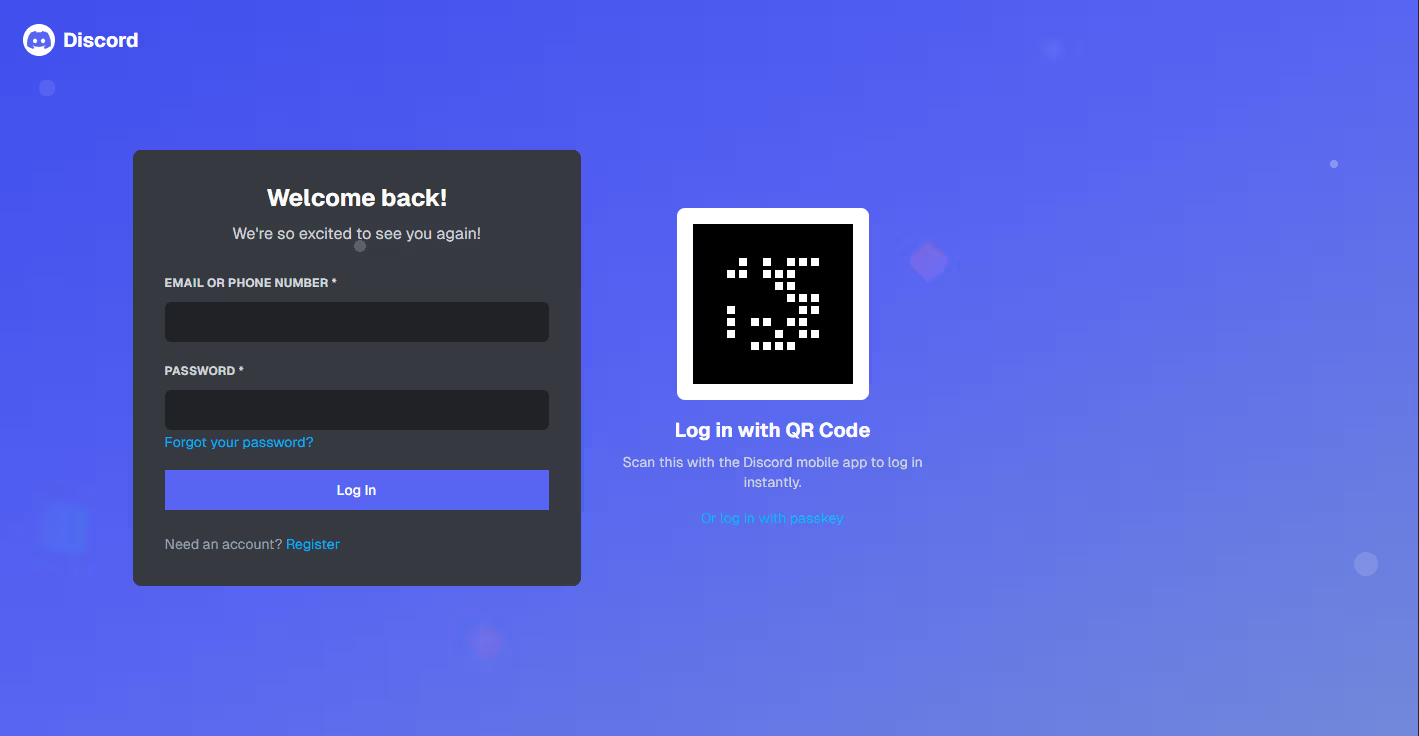 Discord
Welcome back!
We're so excited to see you again!
EMAIL OR PHONE NUMBER *
PASSWORD *
Forgot your password?
Log In
Need an account? Register
Log in with QR Code
Scan this with the Discord mobile app to log in
instantly.
Or log in with passkey